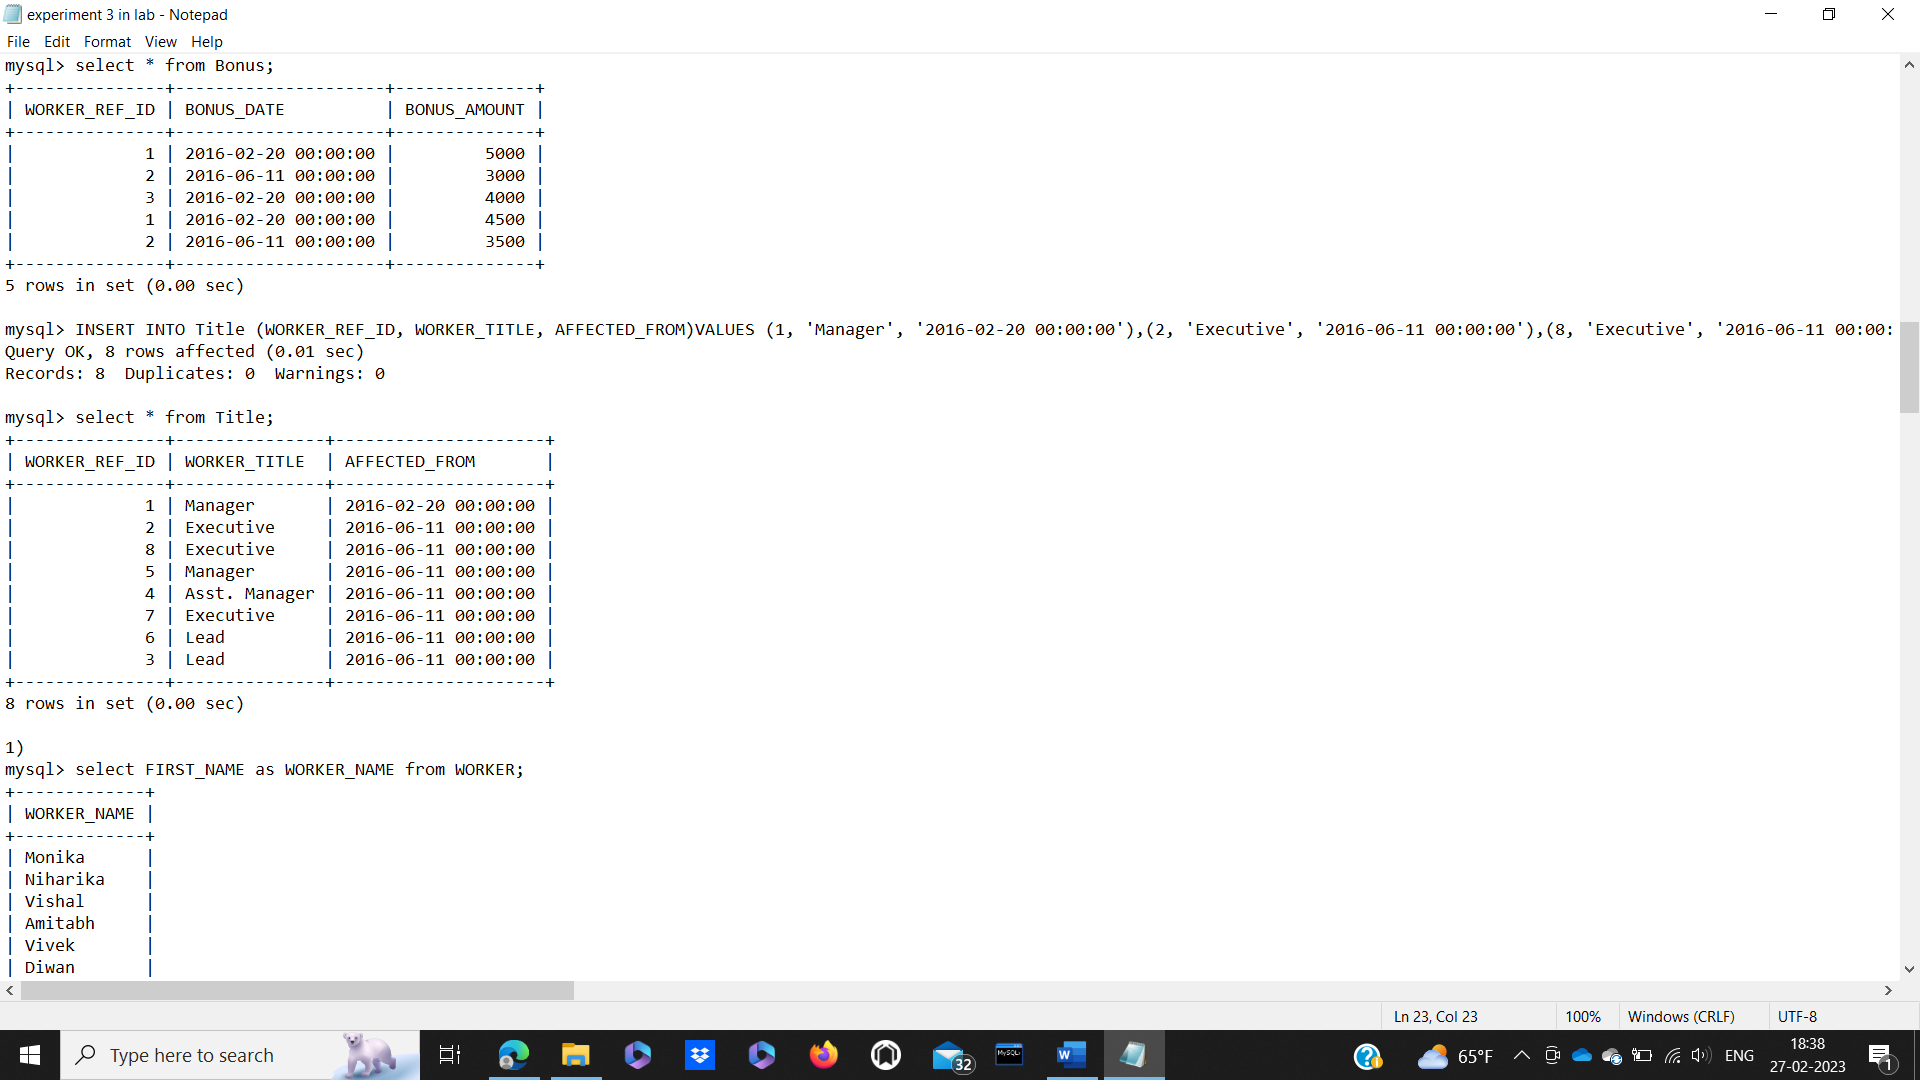 experiment 3 in lab - Notepad
File Edit Format View Help
mysql> select * from Bonus;
+---------------+---------------------+--------------+
| WORKER_REF_ID | BONUS_DATE          | BONUS_AMOUNT |
+---------------+---------------------+--------------+
|             1 | 2016-02-20 00:00:00 |         5000 |
|             2 | 2016-06-11 00:00:00 |         3000 |
|             3 | 2016-02-20 00:00:00 |         4000 |
|             1 | 2016-02-20 00:00:00 |         4500 |
|             2 | 2016-06-11 00:00:00 |         3500 |
+---------------+---------------------+--------------+
5 rows in set (0.00 sec)

mysql> INSERT INTO Title (WORKER_REF_ID, WORKER_TITLE, AFFECTED_FROM)VALUES (1, 'Manager', '2016-02-20 00:00:00'),(2, 'Executive', '2016-06-11 00:00:00'),(8, 'Executive', '2016-06-11 00:00:
Query OK, 8 rows affected (0.01 sec)
Records: 8  Duplicates: 0  Warnings: 0

mysql> select * from Title;
+---------------+---------------+---------------------+
| WORKER_REF_ID | WORKER_TITLE  | AFFECTED_FROM       |
+---------------+---------------+---------------------+
|             1 | Manager       | 2016-02-20 00:00:00 |
|             2 | Executive     | 2016-06-11 00:00:00 |
|             8 | Executive     | 2016-06-11 00:00:00 |
|             5 | Manager       | 2016-06-11 00:00:00 |
|             4 | Asst. Manager | 2016-06-11 00:00:00 |
|             7 | Executive     | 2016-06-11 00:00:00 |
|             6 | Lead          | 2016-06-11 00:00:00 |
|             3 | Lead          | 2016-06-11 00:00:00 |
+---------------+---------------+---------------------+
8 rows in set (0.00 sec)

1)
mysql> select FIRST_NAME as WORKER_NAME from WORKER;
+-------------+
| WORKER_NAME |
+-------------+
| Monika      |
| Niharika    |
| Vishal      |
| Amitabh     |
| Vivek       |
| Diwan       |
Ln 23, Col 23 100% Windows (CRLF) UTF-8
Type here to search 32 MySQL W 65°F ENG 18:38
27-02-2023 1